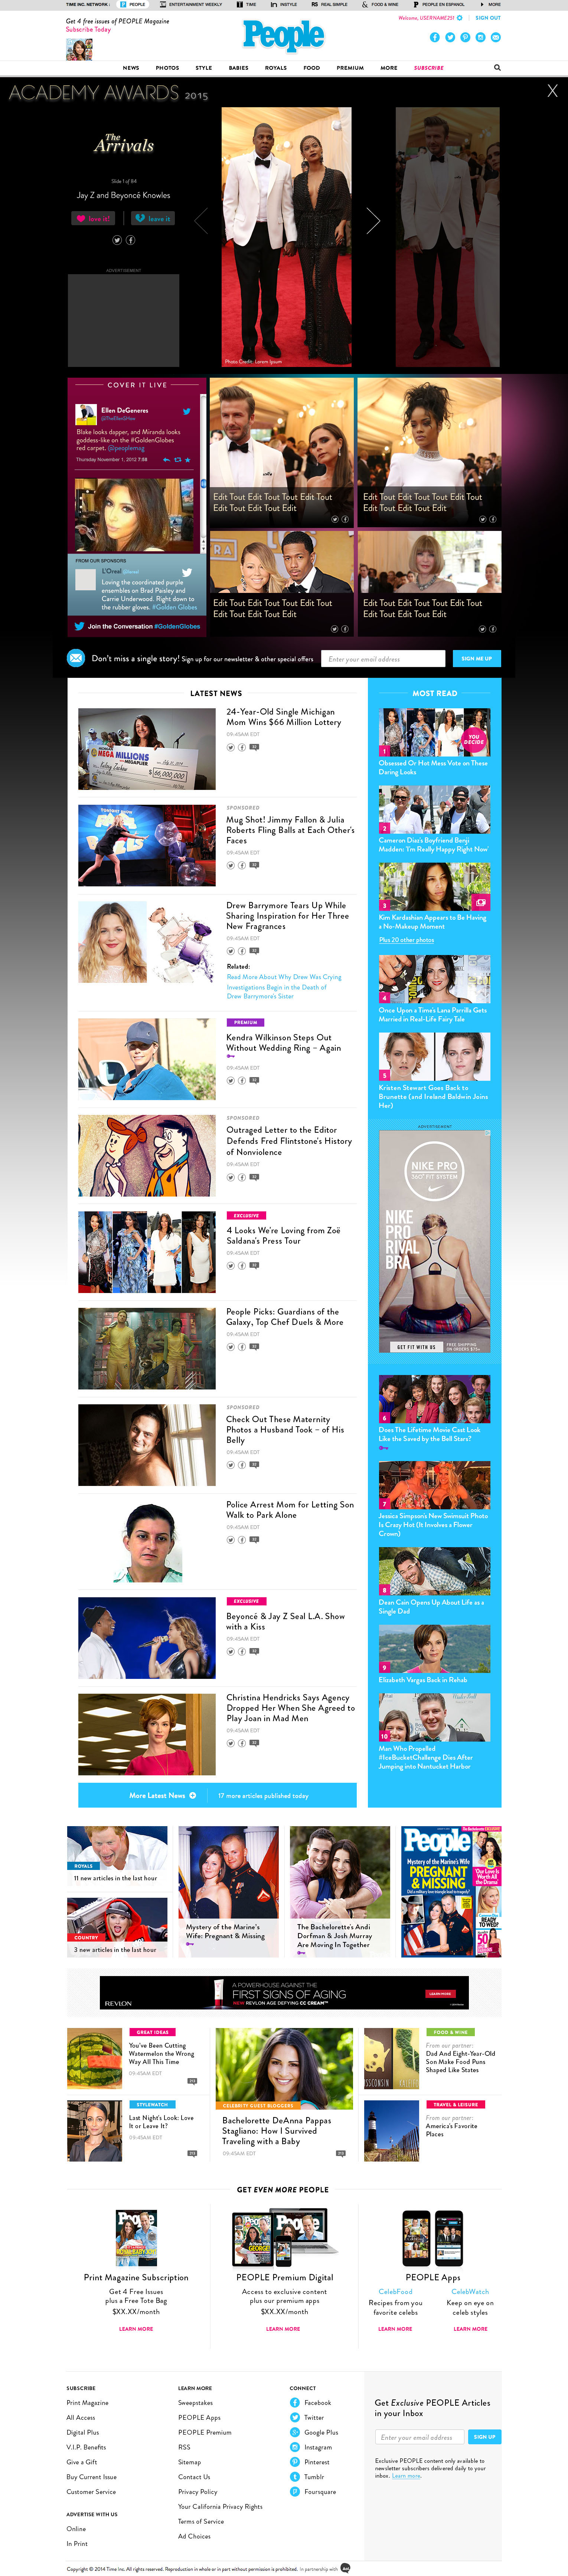 TIME INC. NETWORK :
PEOPLE
ENTERTAINMENT WEEKLY
TIME
INSTYLE
REAL SIMPLE
FOOD & WINE
PEOPLE EN ESPANOL
MORE
Get 4 free issues of PEOPLE Magazine
Subscribe Today
People
Welcome, USERNAME251
SIGN OUT
NEWS
PHOTOS
STYLE
BABIES
ROYALS
FOOD
PREMIUM
MORE
SUBSCRIBE
ACADEMY AWARDS 2015
X
The
Arrivals
Slide 1 of 84
Jay Z and Beyoncé Knowles
love it!
leave it
ADVERTISEMENT
Photo Credit: Lorem Ipsum
COVER IT LIVE
Ellen DeGeneres
@TheEllenShow
Blake looks dapper, and Miranda looks
goddess-like on the #GoldenGlobes
red carpet. @peoplemag
Thursday November 1, 2012 7:58
FROM OUR SPONSORS
L'Oreal
Loving the coordinated purple
ensembles on Brad Paisley and
Carrie Underwood. Right down to
the rubber gloves. #Golden Globes
Join the Conversation #GoldenGlobes
Edit Tout Edit Tout Tout Edit Tout
Edit Tout Edit Tout Edit
Edit Tout Edit Tout Tout Edit Tout
Edit Tout Edit Tout Edit
Edit Tout Edit Tout Tout Edit Tout
Edit Tout Edit Tout Edit
Edit Tout Edit Tout Tout Edit Tout
Edit Tout Edit Tout Edit
Don't miss a single story! Sign up for our newsletter & other special offers
Enter your email address
SIGN ME UP
LATEST NEWS
24-Year-Old Single Michigan
Mom Wins $66 Million Lottery
09:45AM EDT
MEGA MILLIONS
66,000,000
SPONSORED
Mug Shot! Jimmy Fallon & Julia
Roberts Fling Balls at Each Other's
Faces
09:45AM EDT
Drew Barrymore Tears Up While
Sharing Inspiration for Her Three
New Fragrances
09:45AM EDT
Related:
Read More About Why Drew Was Crying
Investigations Begin in the Death of
Drew Barrymore's Sister
PREMIUM
Kendra Wilkinson Steps Out
Without Wedding Ring – Again
09:45AM EDT
SPONSORED
Outraged Letter to the Editor
Defends Fred Flintstone's History
of Nonviolence
09:45AM EDT
EXCLUSIVE
4 Looks We're Loving from Zoë
Saldana's Press Tour
09:45AM EDT
People Picks: Guardians of the
Galaxy, Top Chef Duels & More
09:45AM EDT
SPONSORED
Check Out These Maternity
Photos a Husband Took – of His
Belly
09:45AM EDT
Police Arrest Mom for Letting Son
Walk to Park Alone
09:45AM EDT
EXCLUSIVE
Beyoncé & Jay Z Seal L.A. Show
with a Kiss
09:45AM EDT
Christina Hendricks Says Agency
Dropped Her When She Agreed to
Play Joan in Mad Men
09:45AM EDT
More Latest News
17 more articles published today
MOST READ
YOU
DECIDE
1
Obsessed Or Hot Mess Vote on These
Daring Looks
2
Cameron Diaz's Boyfriend Benji
Madden: 'I'm Really Happy Right Now'
3
Kim Kardashian Appears to Be Having
a No-Makeup Moment
Plus 20 other photos
4
Once Upon a Time's Lana Parrilla Gets
Married in Real-Life Fairy Tale
5
Kristen Stewart Goes Back to
Brunette (and Ireland Baldwin Joins
Her)
ADVERTISEMENT
NIKE PRO
360° FIT SYSTEM
NIKE
PRO
RIVAL
BRA
GET FIT WITH US
FREE SHIPPING
ON ORDERS $75+
6
Does The Lifetime Movie Cast Look
Like the Saved by the Bell Stars?
7
Jessica Simpson's New Swimsuit Photo
Is Crazy Hot (It Involves a Flower
Crown)
8
Dean Cain Opens Up About Life as a
Single Dad
9
Elizabeth Vargas Back in Rehab
10
Man Who Propelled
#IceBucketChallenge Dies After
Jumping into Nantucket Harbor
ROYALS
11 new articles in the last hour
COUNTRY
3 new articles in the last hour
Mystery of the Marine's
Wife: Pregnant & Missing
The Bachelorette's Andi
Dorfman & Josh Murray
Are Moving In Together
People
Mystery of the Marine's Wife
PREGNANT
& MISSING
'Our Love Is
Worth All
the Drama'
READY
TO WED?
50
REVLON
A POWERHOUSE AGAINST THE
FIRST SIGNS OF AGING
NEW REVLON AGE DEFYING CC CREAM™
LEARN MORE
GREAT IDEAS
You've Been Cutting
Watermelon the Wrong
Way All This Time
09:45AM EDT
STYLEWATCH
Last Night's Look: Love
It or Leave It?
09:45AM EDT
CELEBRITY GUEST BLOGGERS
Bachelorette DeAnna Pappas
Stagliano: How I Survived
Traveling with a Baby
09:45AM EDT
FOOD & WINE
From our partner:
Dad And Eight-Year-Old
Son Make Food Puns
Shaped Like States
TRAVEL & LEISURE
From our partner:
America's Favorite
Places
GET EVEN MORE PEOPLE
Print Magazine Subscription
Get 4 Free Issues
plus a Free Tote Bag
$XX.XX/month
LEARN MORE
PEOPLE Premium Digital
Access to exclusive content
plus our premium apps
$XX.XX/month
LEARN MORE
PEOPLE Apps
CelebFood
Recipes from you
favorite celebs
LEARN MORE
CelebWatch
Keep on eye on
celeb styles
LEARN MORE
SUBSCRIBE
Print Magazine
All Access
Digital Plus
V.I.P. Benefits
Give a Gift
Buy Current Issue
Customer Service
ADVERTISE WITH US
Online
In Print
LEARN MORE
Sweepstakes
PEOPLE Apps
PEOPLE Premium
RSS
Sitemap
Contact Us
Privacy Policy
Your California Privacy Rights
Terms of Service
Ad Choices
CONNECT
Facebook
Twitter
Google Plus
Instagram
Pinterest
Tumblr
Foursquare
Get Exclusive PEOPLE Articles
in your Inbox
Enter your email address
SIGN UP
Exclusive PEOPLE content only available to
newsletter subscribers delivered daily to your
inbox. Learn more.
Copyright © 2014 Time Inc. All rights reserved. Reproduction in whole or in part without permission is prohibited. In partnership with